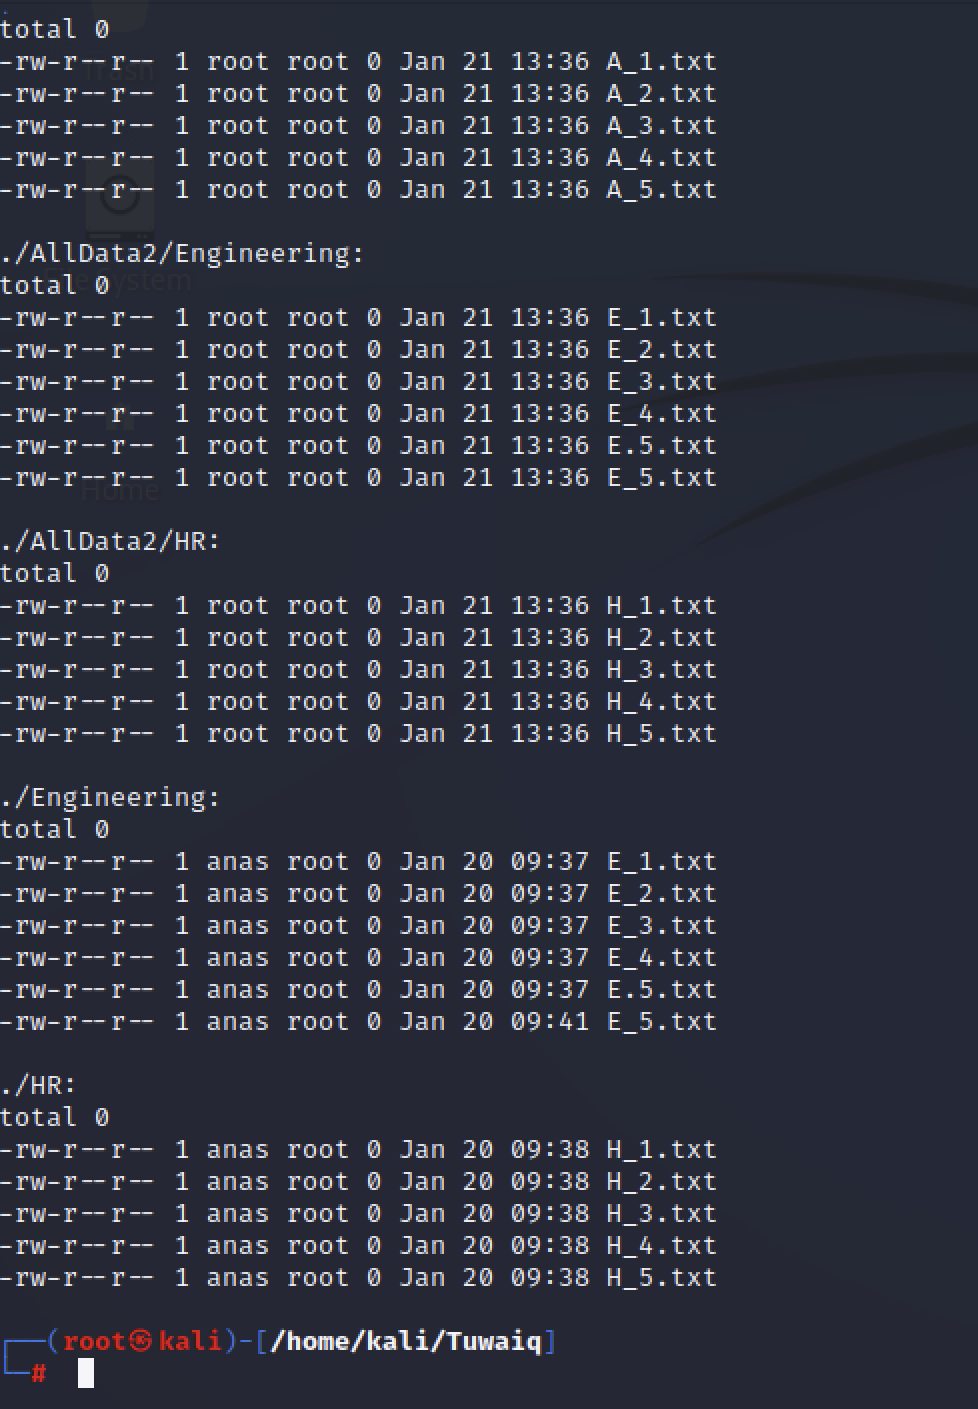 total 0
-rw-r--r-- 1 root root 0 Jan 21 13:36 A_1.txt
-rw-r--r-- 1 root root 0 Jan 21 13:36 A_2.txt
-rw-r--r-- 1 root root 0 Jan 21 13:36 A_3.txt
-rw-r--r-- 1 root root 0 Jan 21 13:36 A_4.txt
-rw-r--r-- 1 root root 0 Jan 21 13:36 A_5.txt
./AllData2/Engineering:
total 0
-rw-r--r-- 1 root root 0 Jan 21 13:36 E_1.txt
-rw-r--r-- 1 root root 0 Jan 21 13:36 E_2.txt
-rw-r--r-- 1 root root 0 Jan 21 13:36 E_3.txt
-rw-r--r-- 1 root root 0 Jan 21 13:36 E_4.txt
-rw-r--r-- 1 root root 0 Jan 21 13:36 E.5.txt
-rw-r--r-- 1 root root 0 Jan 21 13:36 E_5.txt
Home
./AllData2/HR:
total 0
-rw-r--r-- 1 root root 0 Jan 21 13:36 H_1.txt
-rw-r--r-- 1 root root 0 Jan 21 13:36 H_2.txt
-rw-r--r-- 1 root root 0 Jan 21 13:36 H_3.txt
-rw-r--r-- 1 root root 0 Jan 21 13:36 H_4.txt
-rw-r--r-- 1 root root 0 Jan 21 13:36 H_5.txt
./Engineering:
total 0
-rw-r--r-- 1 anas root 0 Jan 20 09:37 E_1.txt
-rw-r--r-- 1 anas root 0 Jan 20 09:37 E_2.txt
-rw-r--r-- 1 anas root 0 Jan 20 09:37 E_3.txt
-rw-r--r-- 1 anas root 0 Jan 20 09:37 E_4.txt
-rw-r--r-- 1 anas root 0 Jan 20 09:37 E.5.txt
-rw-r--r-- 1 anas root 0 Jan 20 09:41 E_5.txt
./HR:
total 0
-rw-r--r-- 1 anas root 0 Jan 20 09:38 H_1.txt
-rw-r--r-- 1 anas root 0 Jan 20 09:38 H_2.txt
-rw-r--r-- 1 anas root 0 Jan 20 09:38 H_3.txt
-rw-r--r-- 1 anas root 0 Jan 20 09:38 H_4.txt
-rw-r--r-- 1 anas root 0 Jan 20 09:38 H_5.txt
┌──(root㉿kali)-[/home/kali/Tuwaiq]
└─#